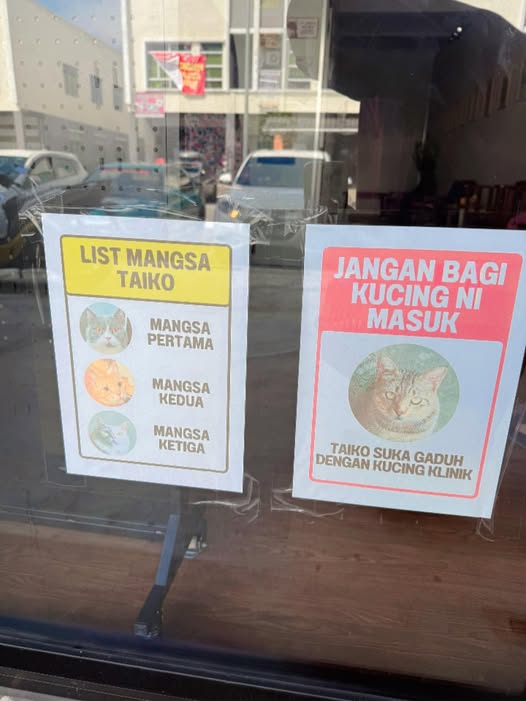 LIST MANGSA
TAIKO
MANGSA
PERTAMA
MANGSA
KEDUA
MANGSA
KETIGA
JANGAN BAGI
KUCING NI
MASUK
TAIKO SUKA GADUH
DENGAN KUCING KLINIK